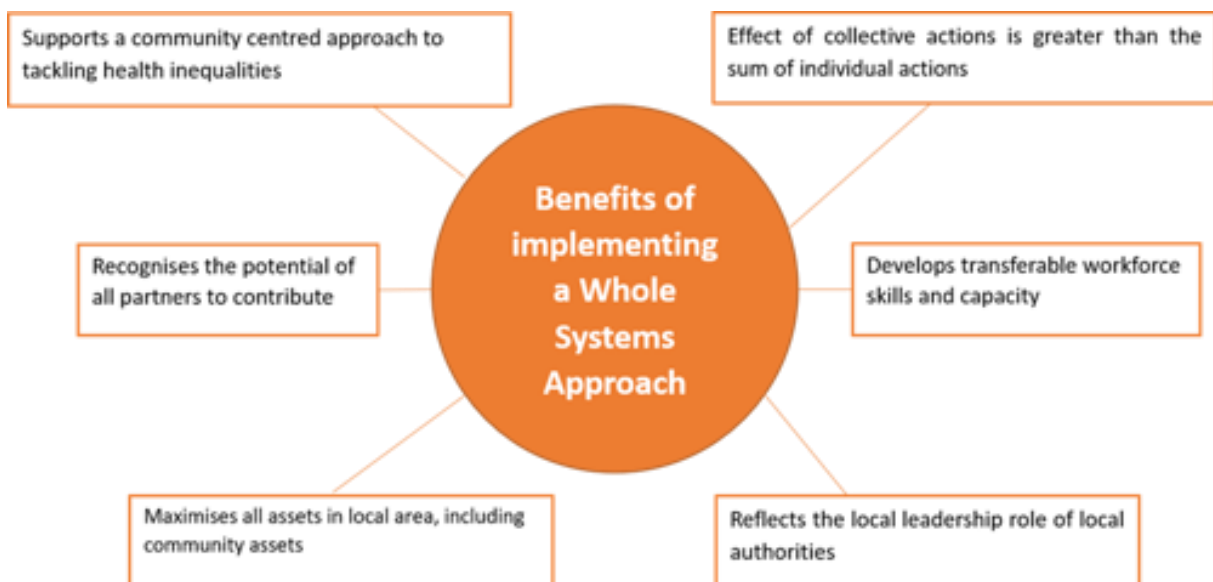 Supports a community centred approach to
tackling health inequalities
Effect of collective actions is greater than the
sum of individual actions
Benefits of
implementing
a Whole
Systems
Approach
Recognises the potential of
all partners to contribute
Develops transferable workforce
skills and capacity
Maximises all assets in local area, including
community assets
Reflects the local leadership role of local
authorities